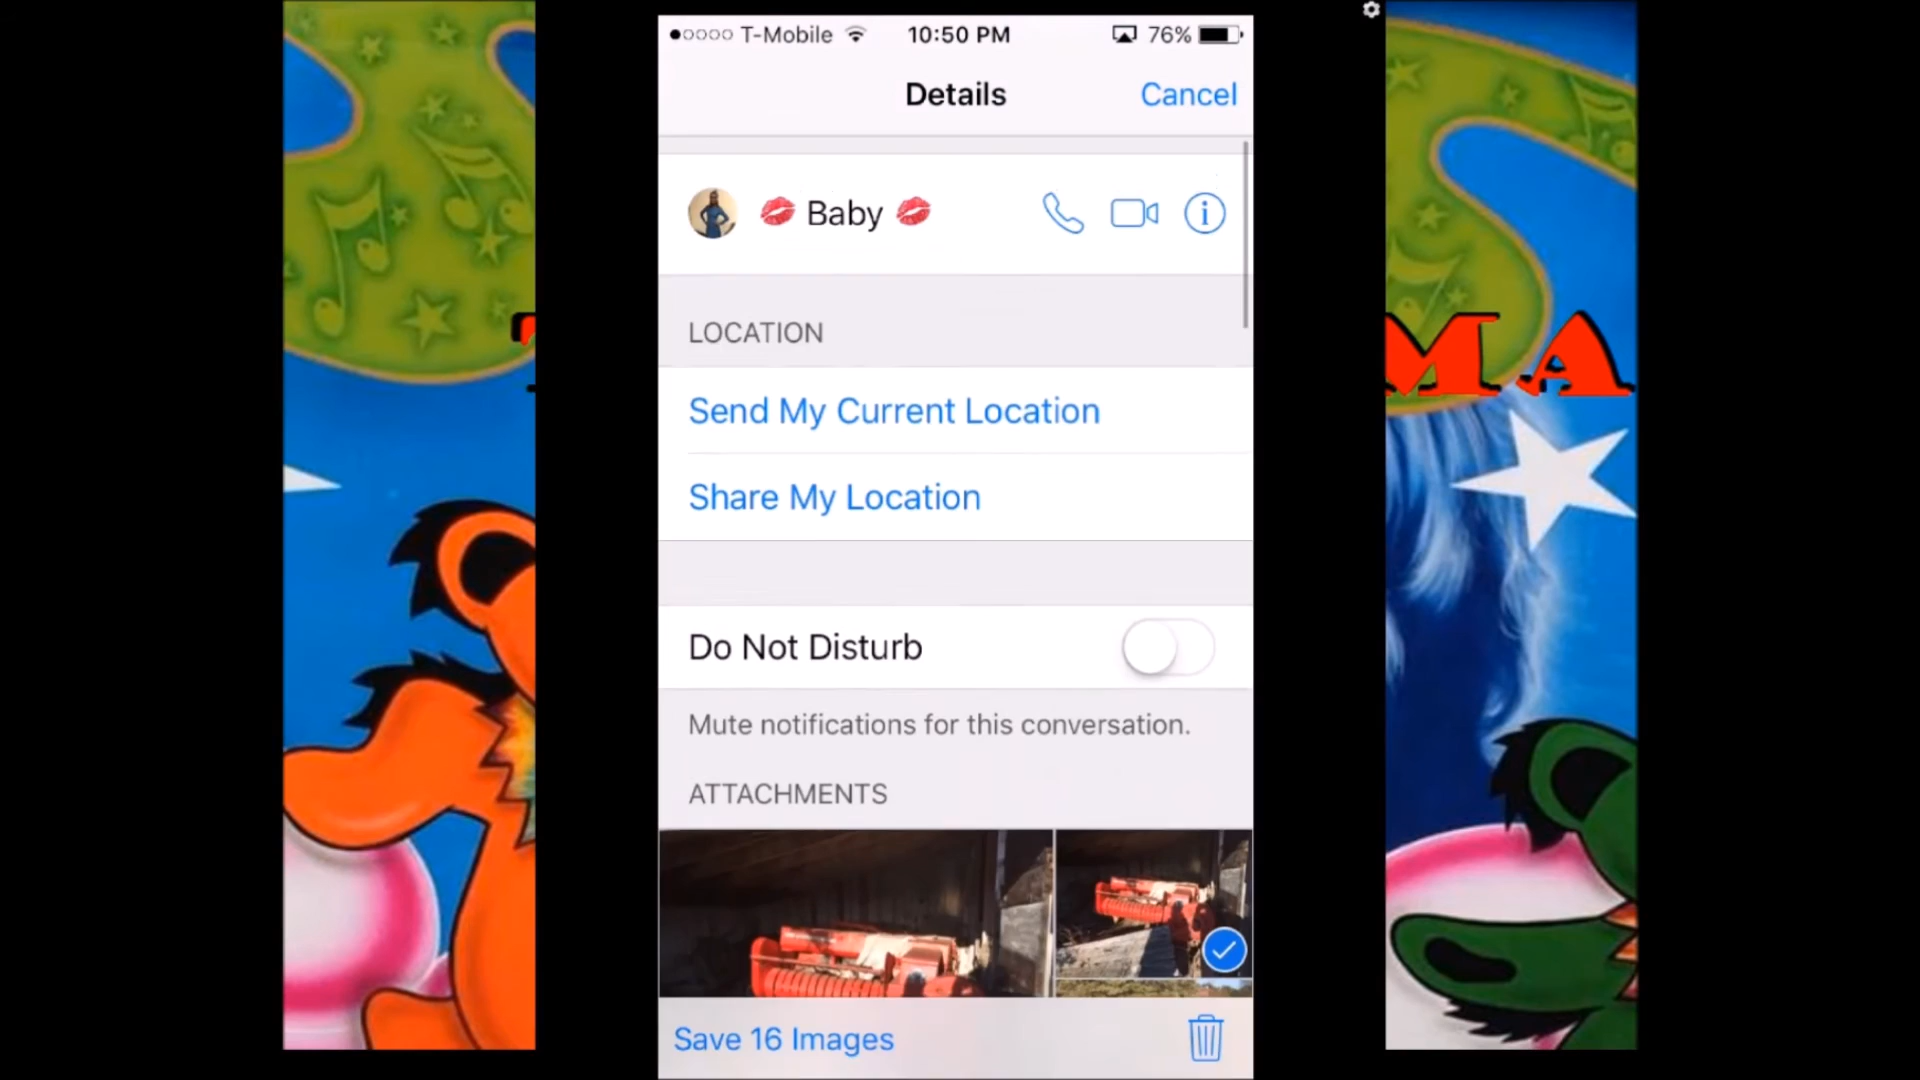 T-Mobile 10:50 PM 76%
Details Cancel
💋 Baby 💋
LOCATION
Send My Current Location
Share My Location
Do Not Disturb
Mute notifications for this conversation.
ATTACHMENTS
Save 16 Images
MA